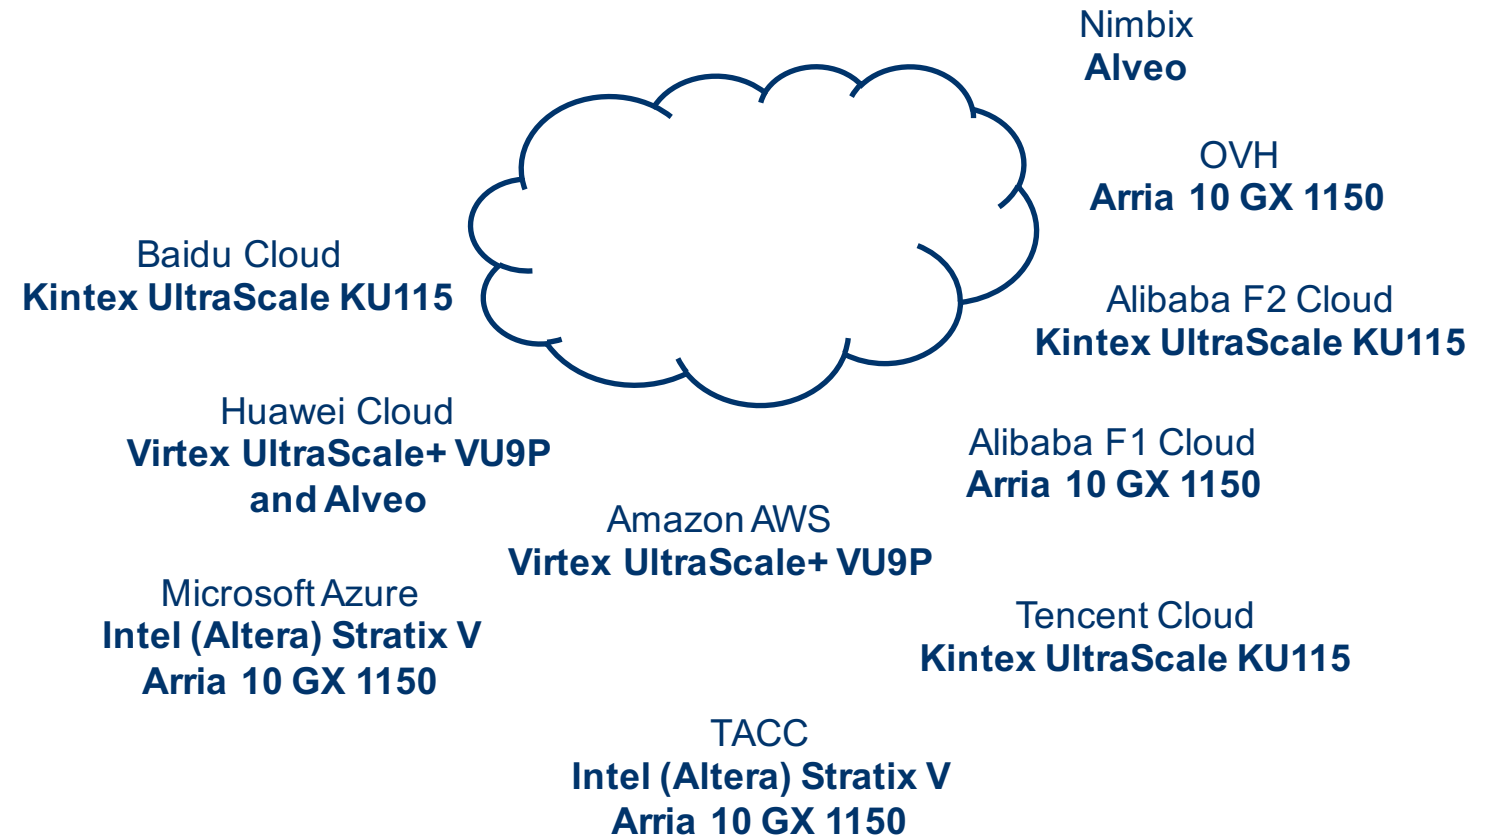 Nimbix
Alveo
OVH
Arria 10 GX 1150
Baidu Cloud
Kintex UltraScale KU115
Alibaba F2 Cloud
Kintex UltraScale KU115
Huawei Cloud
Virtex UltraScale+ VU9P
and Alveo
Alibaba F1 Cloud
Arria 10 GX 1150
Amazon AWS
Virtex UltraScale+ VU9P
Microsoft Azure
Intel (Altera) Stratix V
Arria 10 GX 1150
Tencent Cloud
Kintex UltraScale KU115
TACC
Intel (Altera) Stratix V
Arria 10 GX 1150